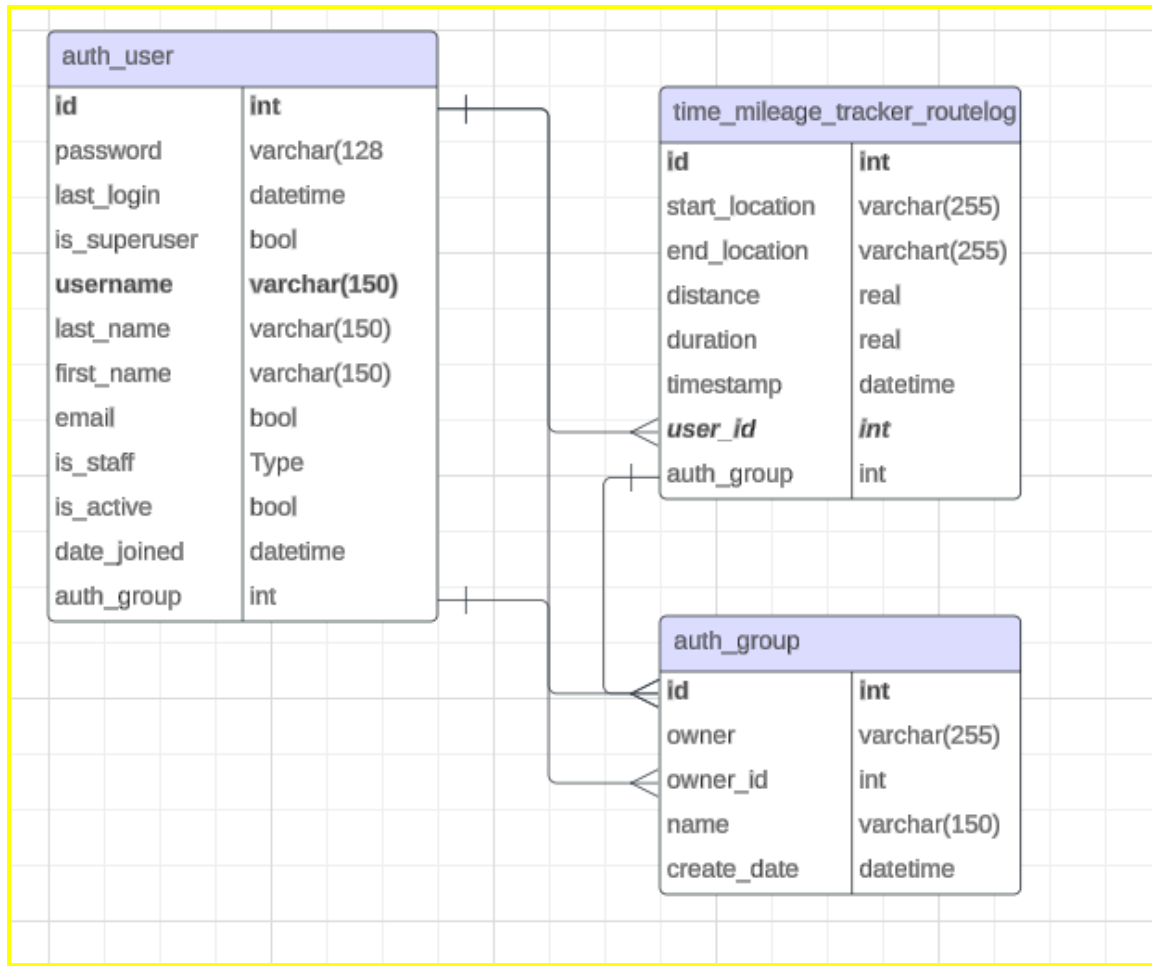 auth_user
id int
password varchar(128
last_login datetime
is_superuser bool
username varchar(150)
last_name varchar(150)
first_name varchar(150)
email bool
is_staff Type
is_active bool
date_joined datetime
auth_group int
time_mileage_tracker_routelog
id int
start_location varchar(255)
end_location varchart(255)
distance real
duration real
timestamp datetime
user_id int
auth_group int
auth_group
id int
owner varchar(255)
owner_id int
name varchar(150)
create_date datetime